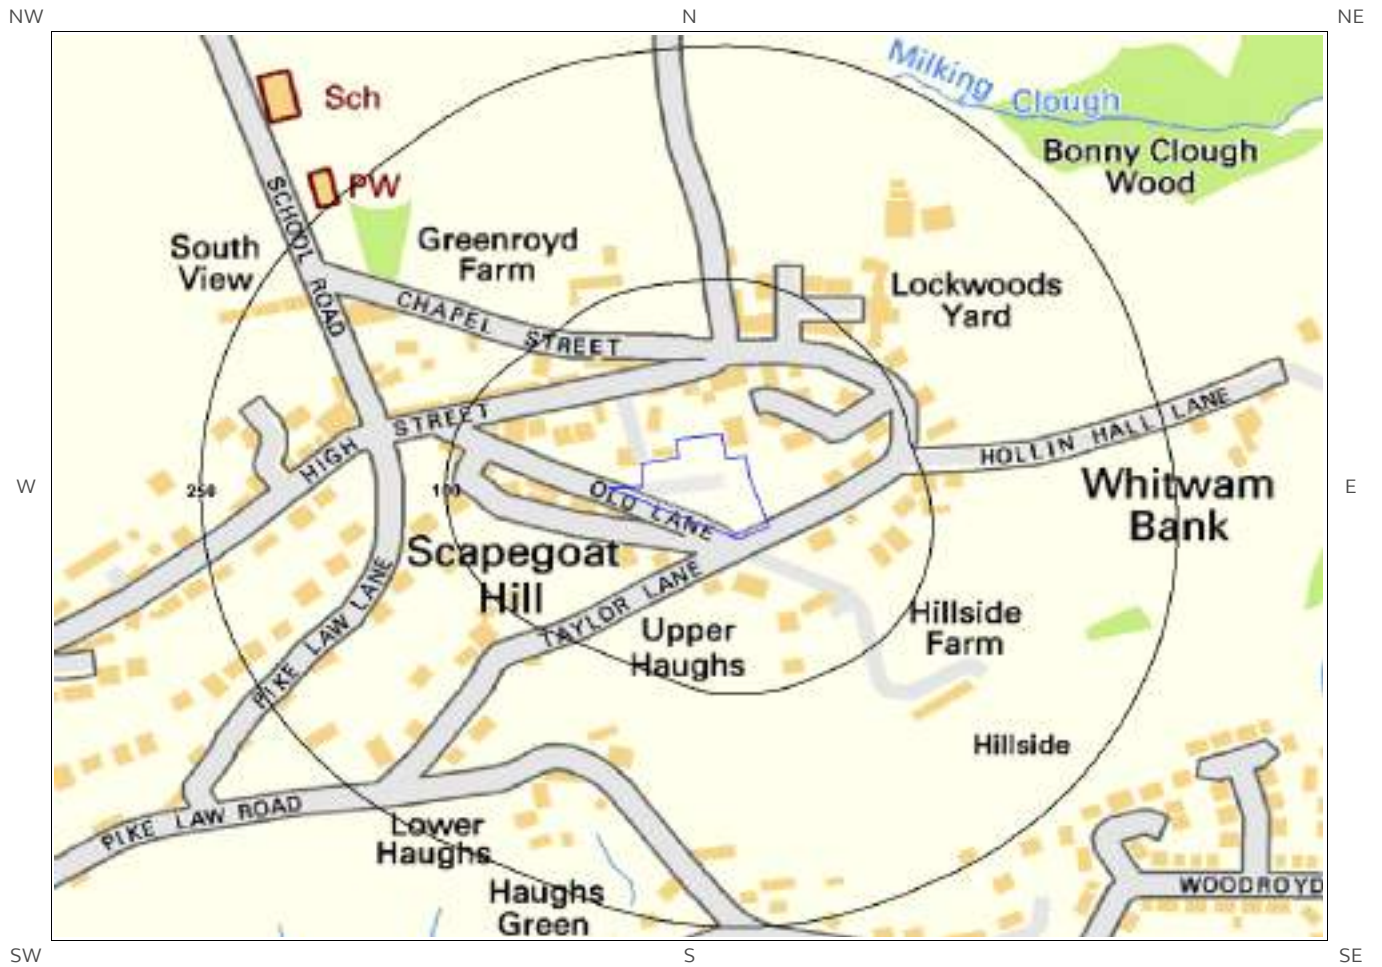 NW
N
NE
Milking Clough
Sch
Bonny Clough
Wood
PW
SCHOOL ROAD
South
View
Greenroyd
Farm
Lockwoods
Yard
CHAPEL STREET
HIGH STREET
HOLLIN HALL LANE
W
250
100
OLD LANE
Whitwam
Bank
E
Scapegoat
Hill
PIKE LAW LANE
TAYLOR LANE
Upper
Haughs
Hillside
Farm
Hillside
PIKE LAW ROAD
Lower
Haughs
Haughs
Green
WOODROYD
SW
S
SE